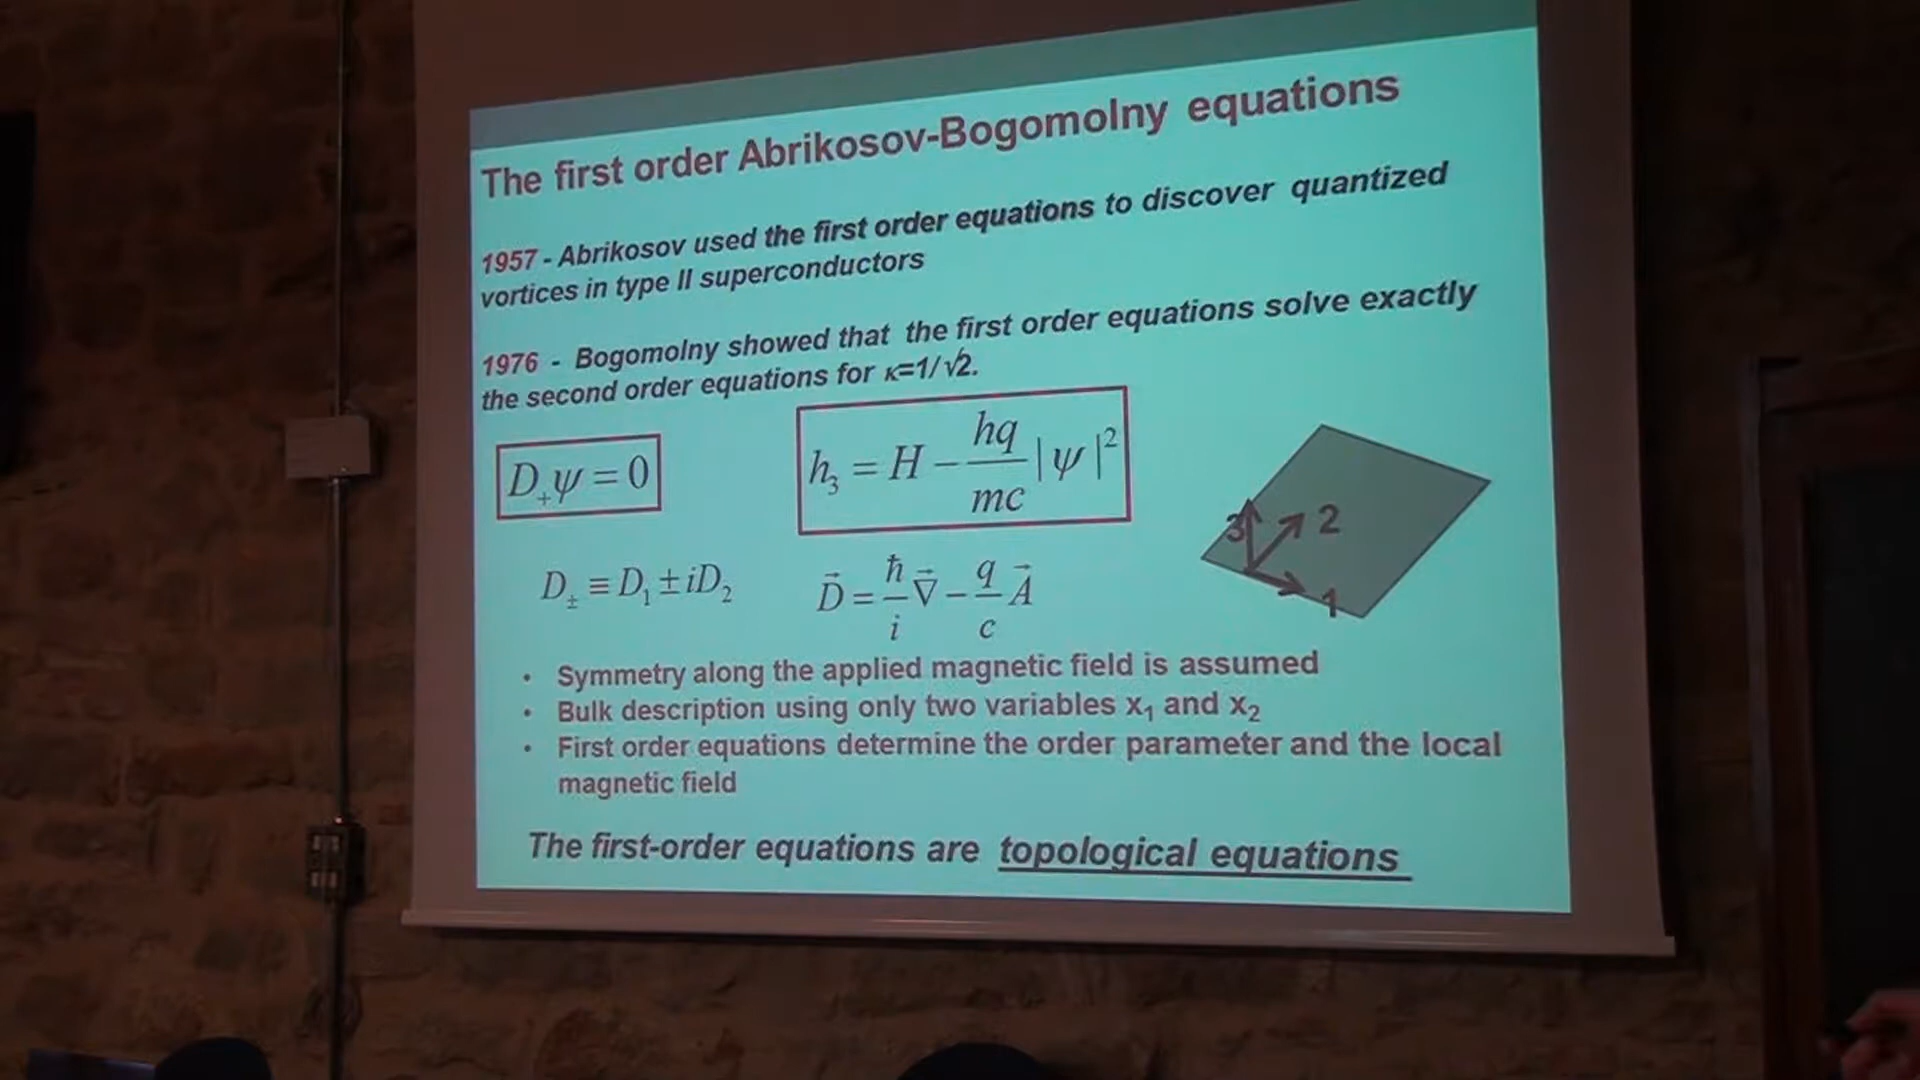 The first order Abrikosov-Bogomolny equations
1957 - Abrikosov used the first order equations to discover quantized
vortices in type II superconductors
1976 - Bogomolny showed that the first order equations solve exactly
the second order equations for κ=1/√2.
D₊ψ = 0
h₃ = H − hq/mc |ψ|²
D± ≡ D₁ ± iD₂
D⃗ = ħ/i ∇⃗ − q/c A⃗
3
2
1
• Symmetry along the applied magnetic field is assumed
• Bulk description using only two variables x₁ and x₂
• First order equations determine the order parameter and the local
magnetic field
The first-order equations are topological equations